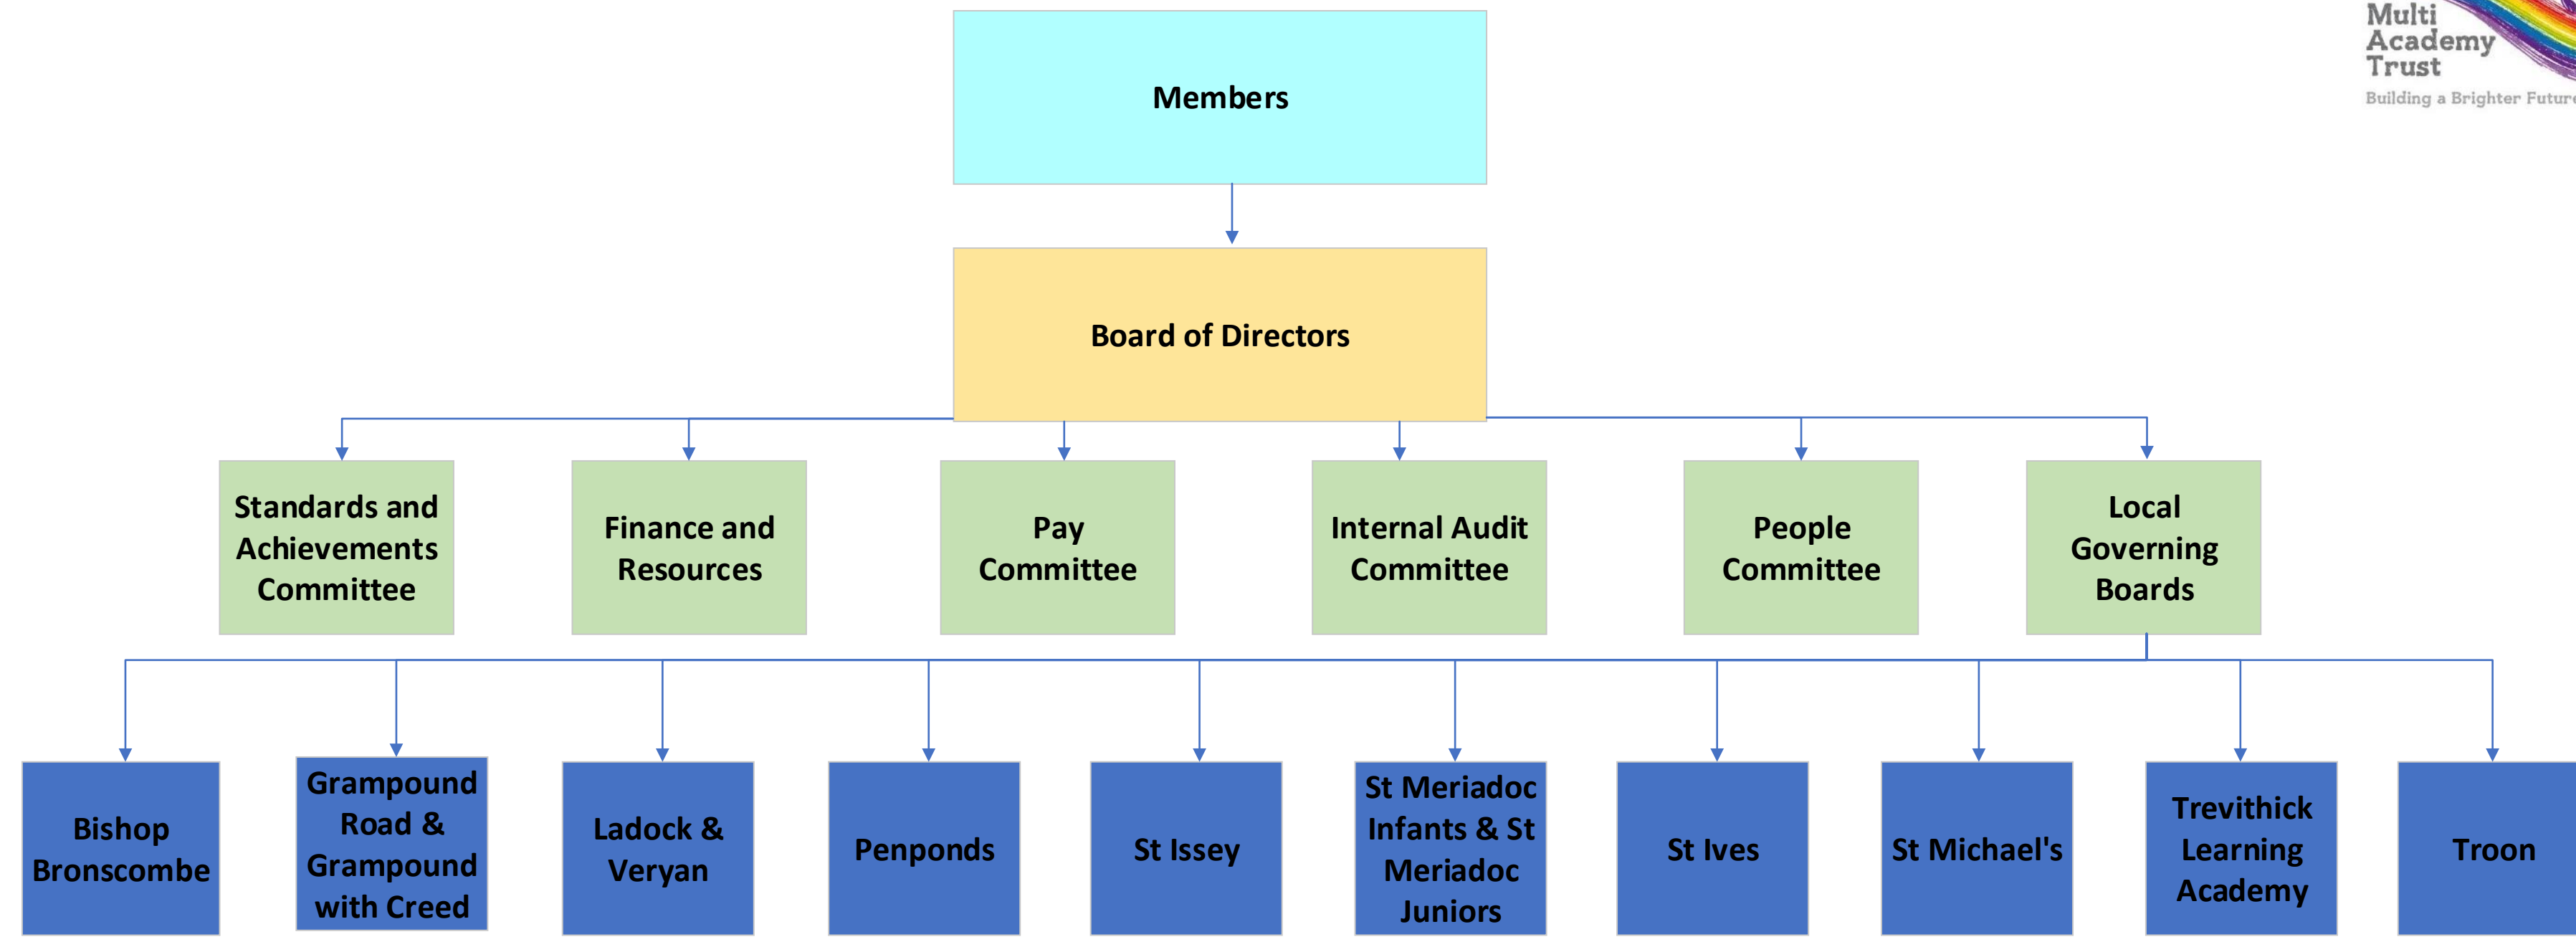 Multi
Academy
Trust
Building a Brighter Future
Members
Board of Directors
Standards and
Achievements
Committee
Finance and
Resources
Pay
Committee
Internal Audit
Committee
People
Committee
Local
Governing
Boards
Bishop
Bronscombe
Grampound
Road &
Grampound
with Creed
Ladock &
Veryan
Penponds
St Issey
St Meriadoc
Infants & St
Meriadoc
Juniors
St Ives
St Michael's
Trevithick
Learning
Academy
Troon